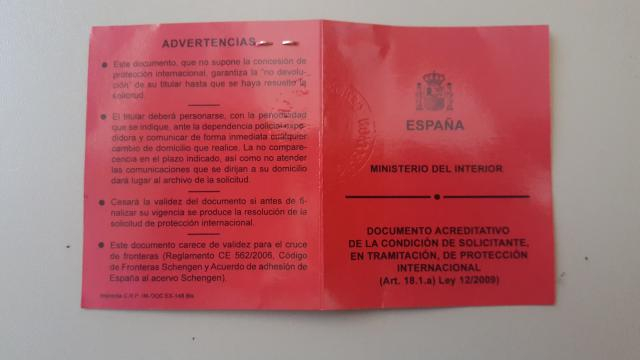 ADVERTENCIAS
● Este documento, que no supone la concesión de
protección internacional, garantiza la "no devolu-
ción" de su titular hasta que se haya resuelto la
solicitud.
● El titular deberá personarse, con la periodicidad
que se indique, ante la dependencia policial expe-
didora y comunicar de forma inmediata cualquier
cambio de domicilio que realice. La no compare-
cencia en el plazo indicado, así como no atender
las comunicaciones que se dirijan a su domicilio
dará lugar al archivo de la solicitud.
● Cesará la validez del documento si antes de fi-
nalizar su vigencia se produce la resolución de la
solicitud de protección internacional.
● Este documento carece de validez para el cruce
de fronteras (Reglamento CE 562/2006, Código
de Fronteras Schengen y Acuerdo de adhesión de
España al acervo Schengen).
Imprenta C.N.P. IM-DOC EX-148 Bis
ESPAÑA
MINISTERIO DEL INTERIOR
DOCUMENTO ACREDITATIVO
DE LA CONDICIÓN DE SOLICITANTE,
EN TRAMITACIÓN, DE PROTECCIÓN
INTERNACIONAL
(Art. 18.1.a) Ley 12/2009)